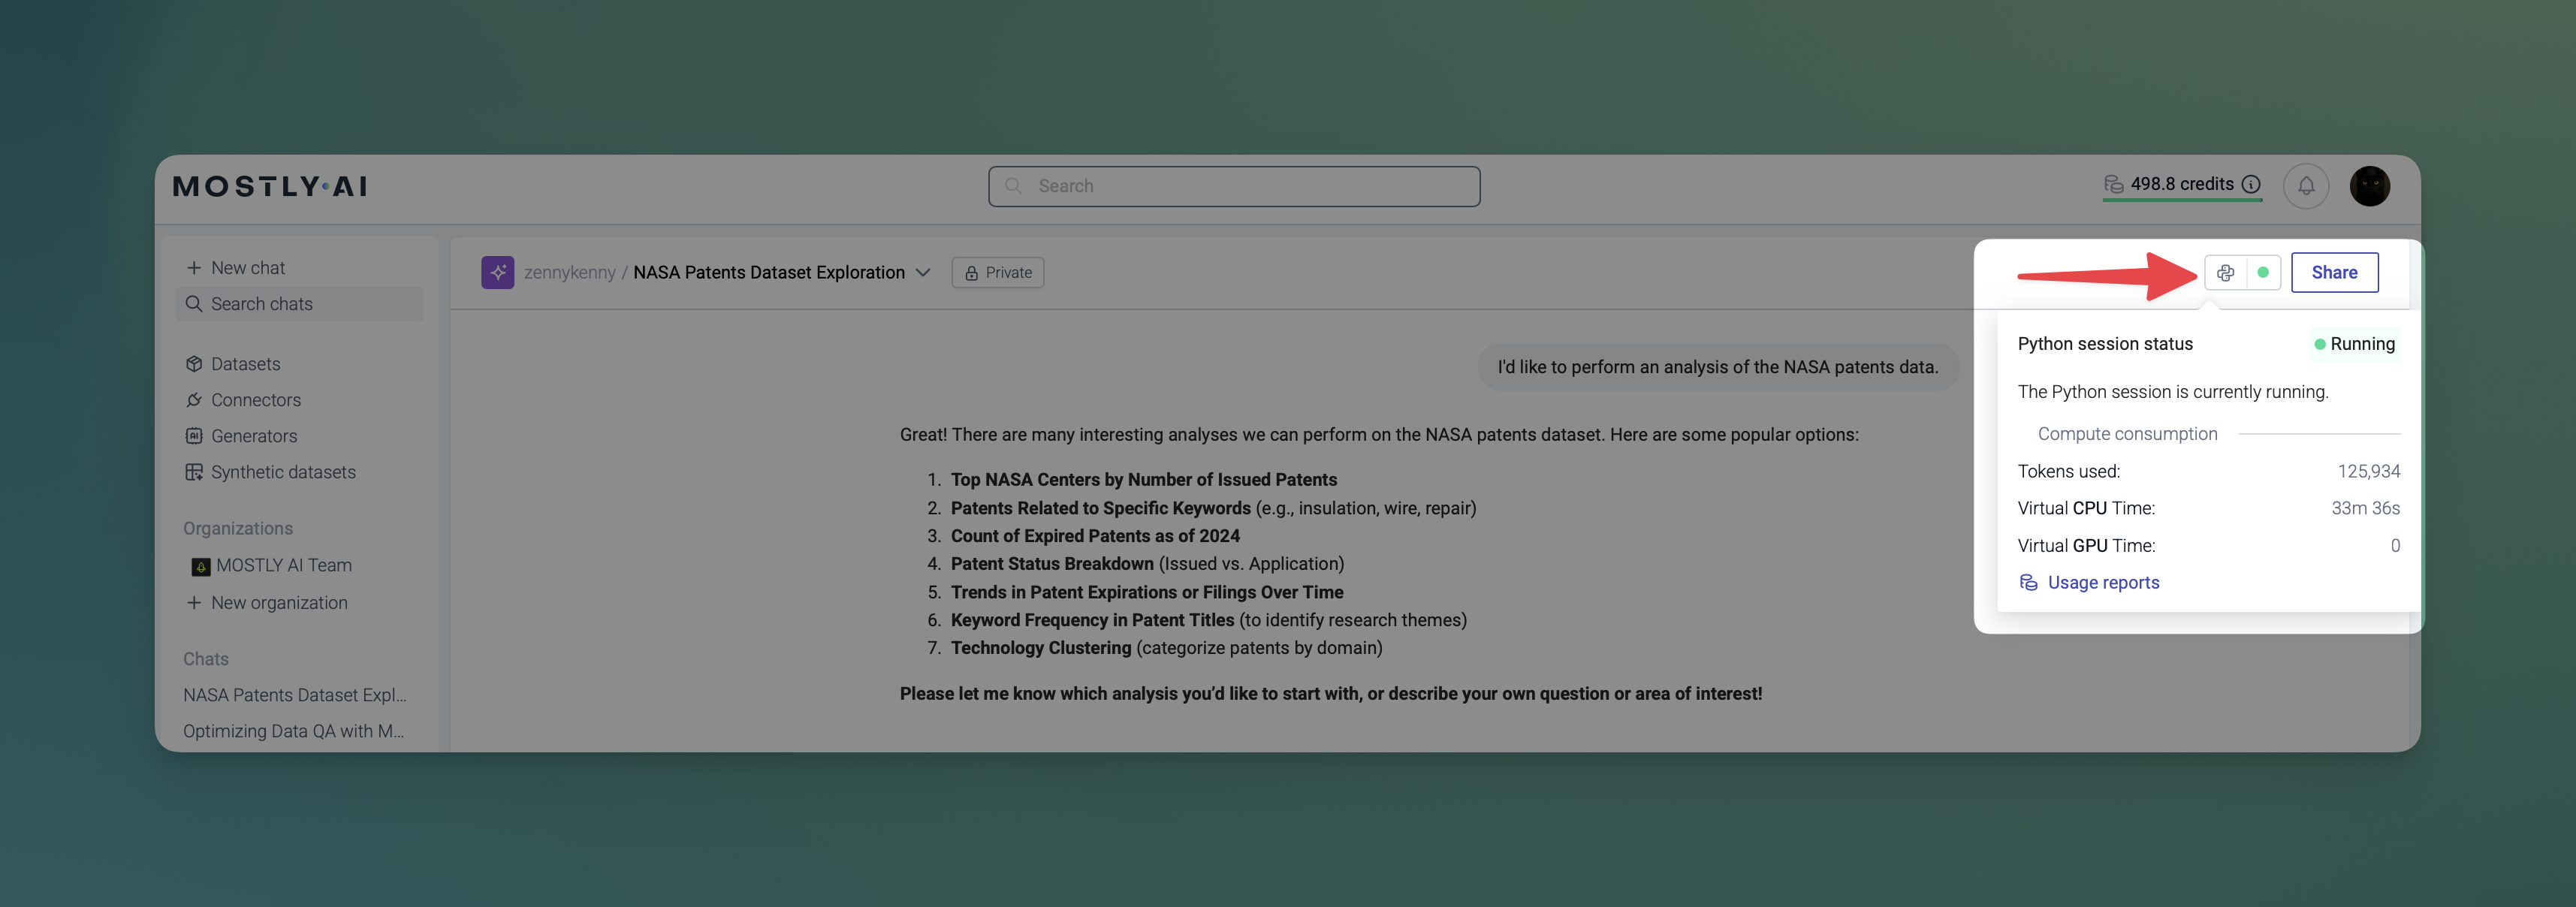 MOSTLY AI
Search
498.8 credits
New chat
Search chats
Datasets
Connectors
Generators
Synthetic datasets
Organizations
MOSTLY AI Team
New organization
Chats
NASA Patents Dataset Expl...
Optimizing Data QA with M...
zennykenny / NASA Patents Dataset Exploration
Private
Share
I'd like to perform an analysis of the NASA patents data.
Great! There are many interesting analyses we can perform on the NASA patents dataset. Here are some popular options:
1. Top NASA Centers by Number of Issued Patents
2. Patents Related to Specific Keywords (e.g., insulation, wire, repair)
3. Count of Expired Patents as of 2024
4. Patent Status Breakdown (Issued vs. Application)
5. Trends in Patent Expirations or Filings Over Time
6. Keyword Frequency in Patent Titles (to identify research themes)
7. Technology Clustering (categorize patents by domain)
Please let me know which analysis you’d like to start with, or describe your own question or area of interest!
Python session status Running
The Python session is currently running.
Compute consumption
Tokens used: 125,934
Virtual CPU Time: 33m 36s
Virtual GPU Time: 0
Usage reports